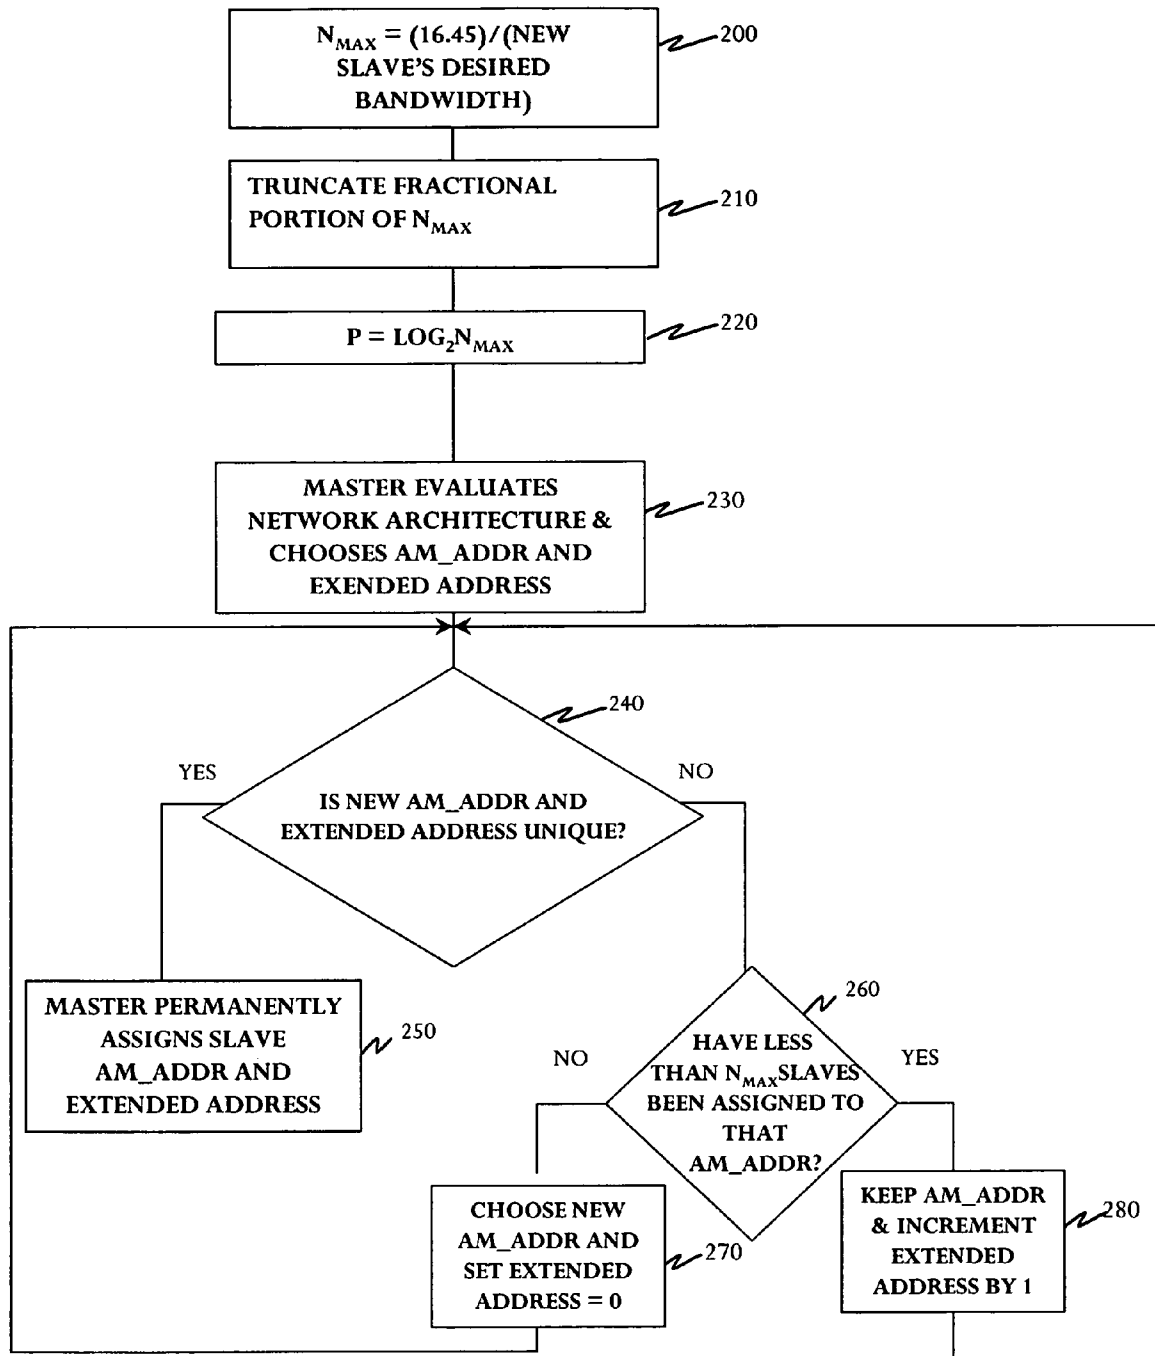 N_MAX = (16.45)/(NEW
SLAVE'S DESIRED
BANDWIDTH)
200
TRUNCATE FRACTIONAL
PORTION OF N_MAX
210
P = LOG_2N_MAX
220
MASTER EVALUATES
NETWORK ARCHITECTURE &
CHOOSES AM_ADDR AND
EXENDED ADDRESS
230
240
YES
NO
IS NEW AM_ADDR AND
EXTENDED ADDRESS UNIQUE?
MASTER PERMANENTLY
ASSIGNS SLAVE
AM_ADDR AND
EXTENDED ADDRESS
250
260
NO
YES
HAVE LESS
THAN N_MAX SLAVES
BEEN ASSIGNED TO
THAT
AM_ADDR?
CHOOSE NEW
AM_ADDR AND
SET EXTENDED
ADDRESS = 0
270
KEEP AM_ADDR
& INCREMENT
EXTENDED
ADDRESS BY 1
280